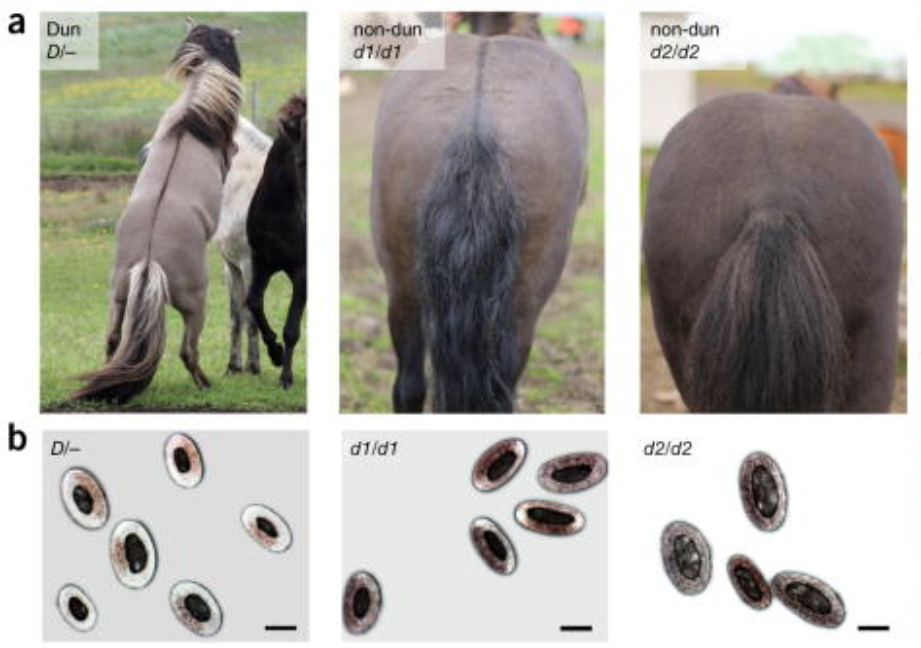 a
Dun
D/–
non-dun
d1/d1
non-dun
d2/d2
b
D/–
d1/d1
d2/d2